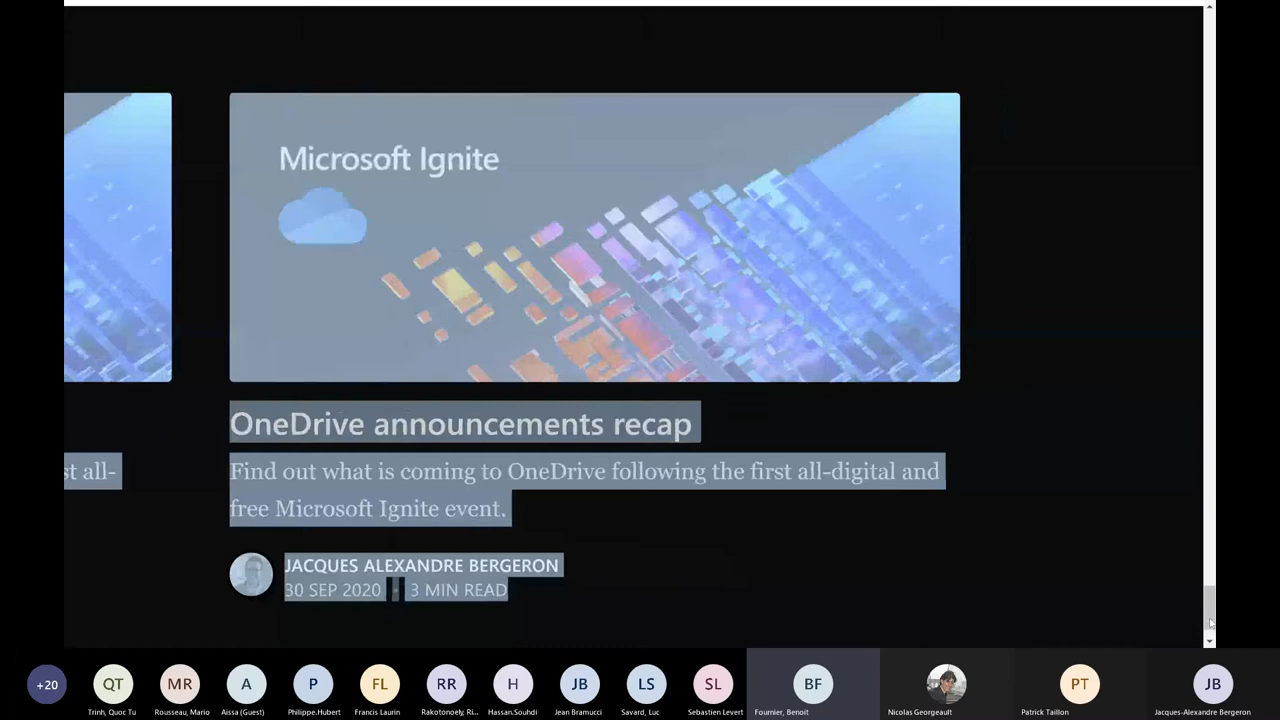 Microsoft Ignite
OneDrive announcements recap
st all-
Find out what is coming to OneDrive following the first all-digital and
free Microsoft Ignite event.
JACQUES ALEXANDRE BERGERON
30 SEP 2020 • 3 MIN READ
+20
QT
MR
A
P
FL
RR
H
JB
LS
SL
BF
PT
JB
Trinh, Quoc Tu
Rousseau, Mario
Aissa (Guest)
Philippe.Hubert
Francis Laurin
Rakotonoely, Ri...
Hassan.Souhdi
Jean Bramucci
Savard, Luc
Sebastien Levert
Fournier, Benoit
Nicolas Georgeault
Patrick Taillon
Jacques-Alexandre Bergeron